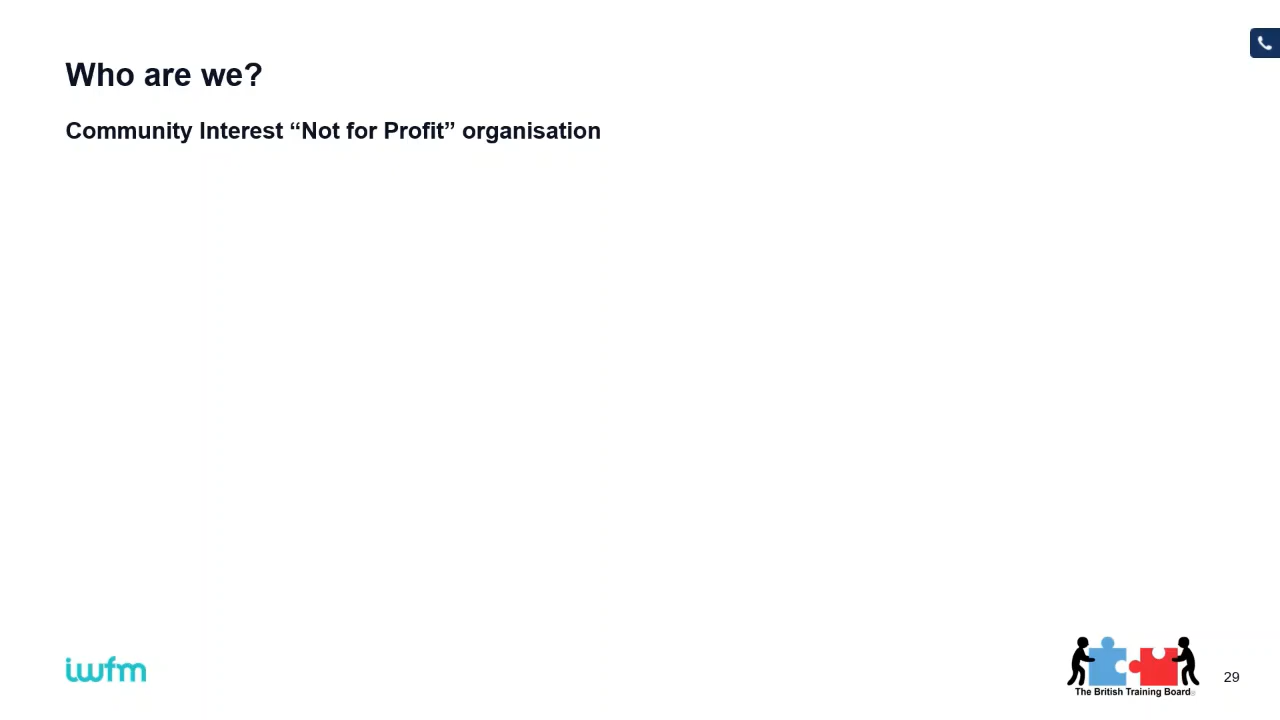 Who are we?
Community Interest “Not for Profit” organisation
iwfm
The British Training Board
29